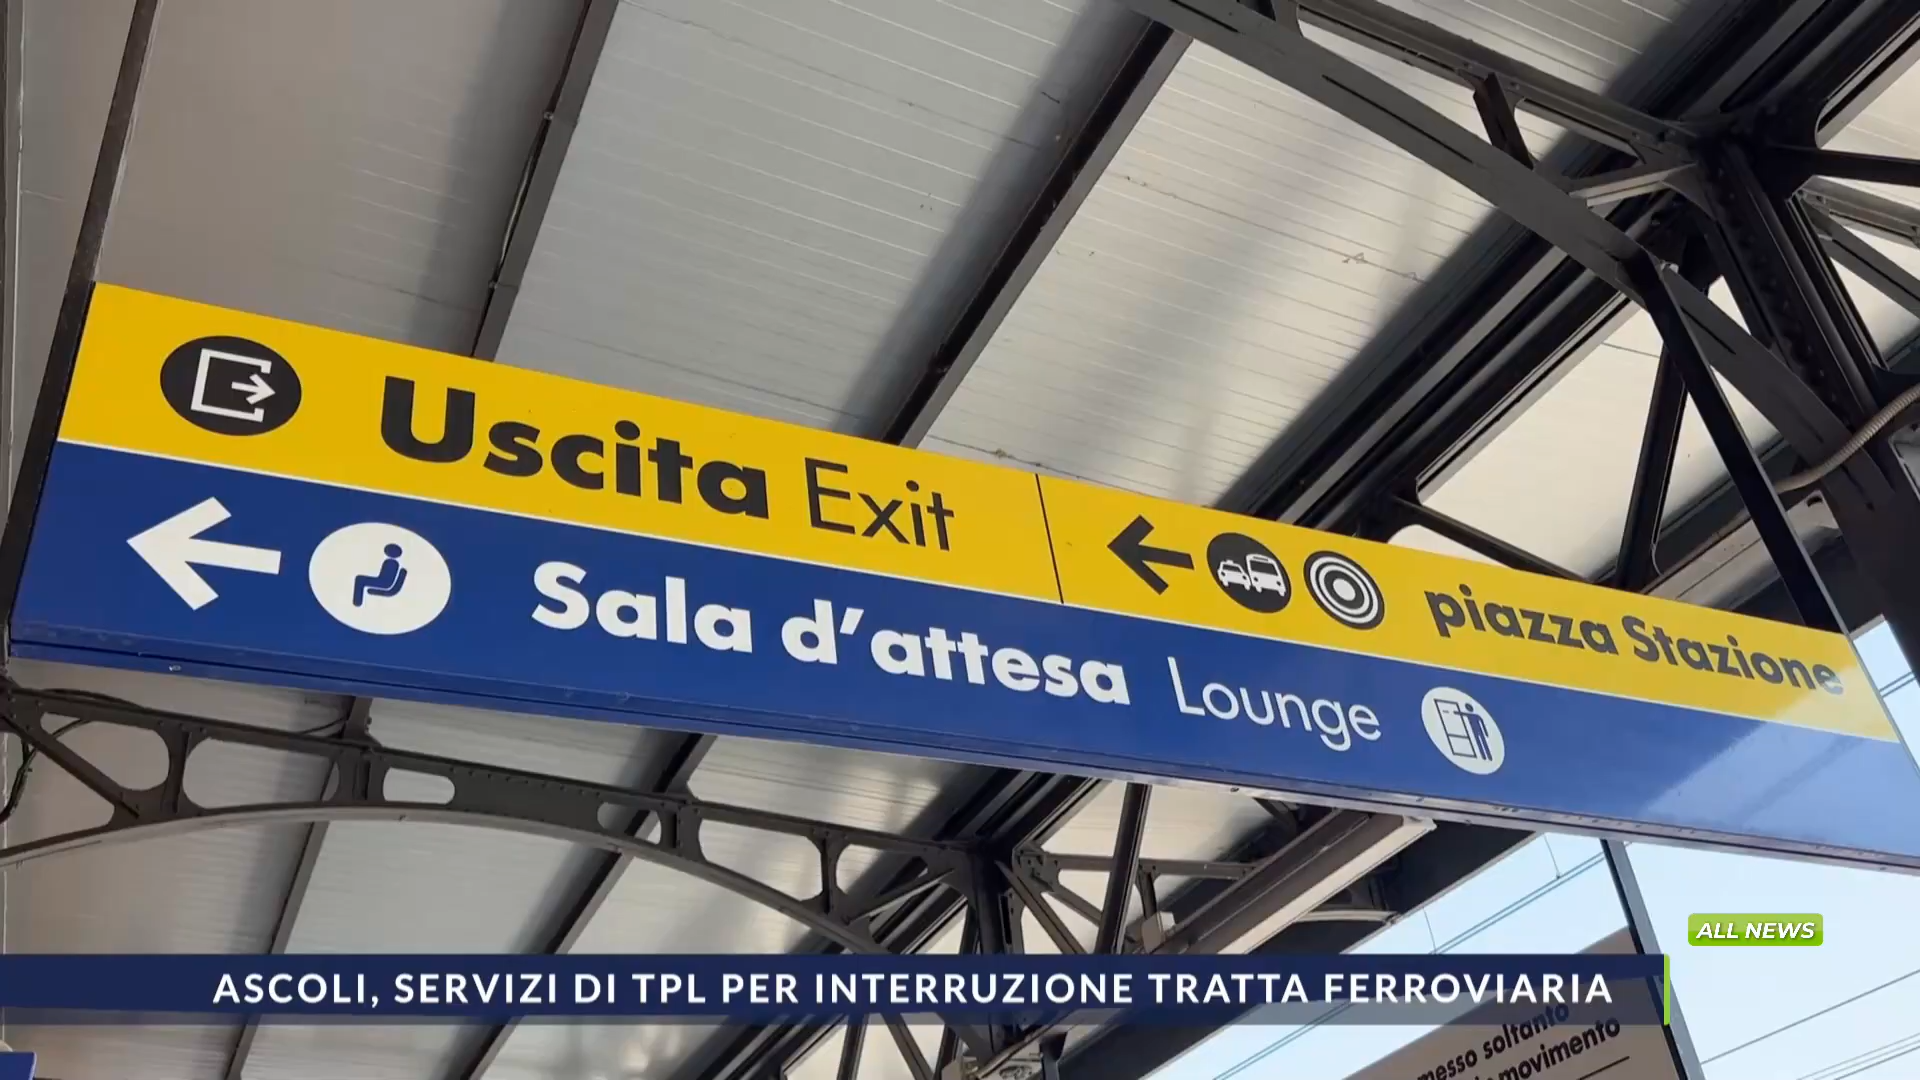 Uscita Exit
piazza Stazione
Sala d'attesa Lounge
ALL NEWS
ASCOLI, SERVIZI DI TPL PER INTERRUZIONE TRATTA FERROVIARIA
soltanto
movimento